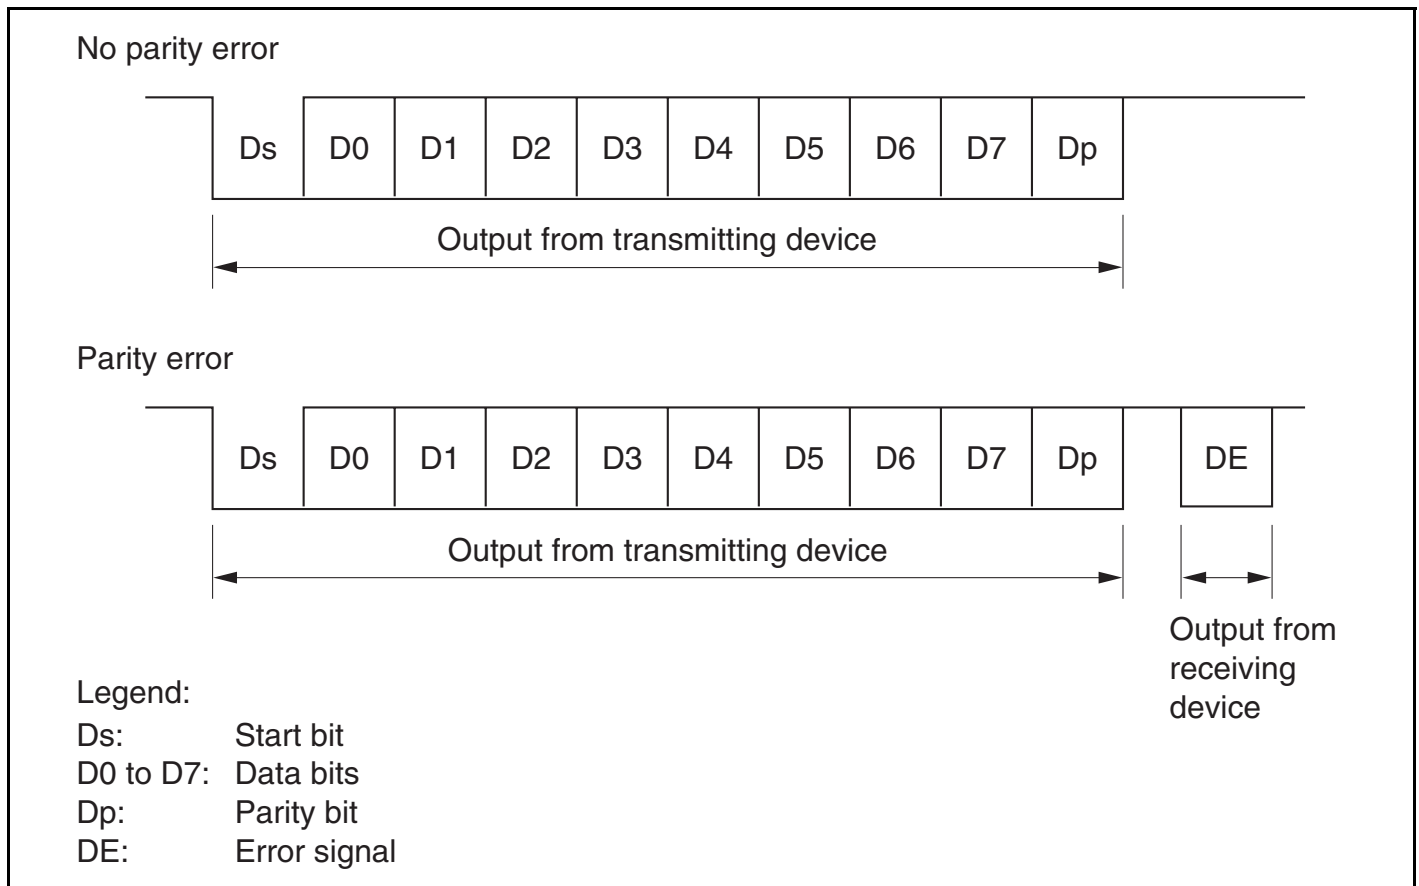 No parity error
Ds D0 D1 D2 D3 D4 D5 D6 D7 Dp
Output from transmitting device
Parity error
Ds D0 D1 D2 D3 D4 D5 D6 D7 Dp DE
Output from transmitting device
Output from
receiving
device
Legend:
Ds: Start bit
D0 to D7: Data bits
Dp: Parity bit
DE: Error signal